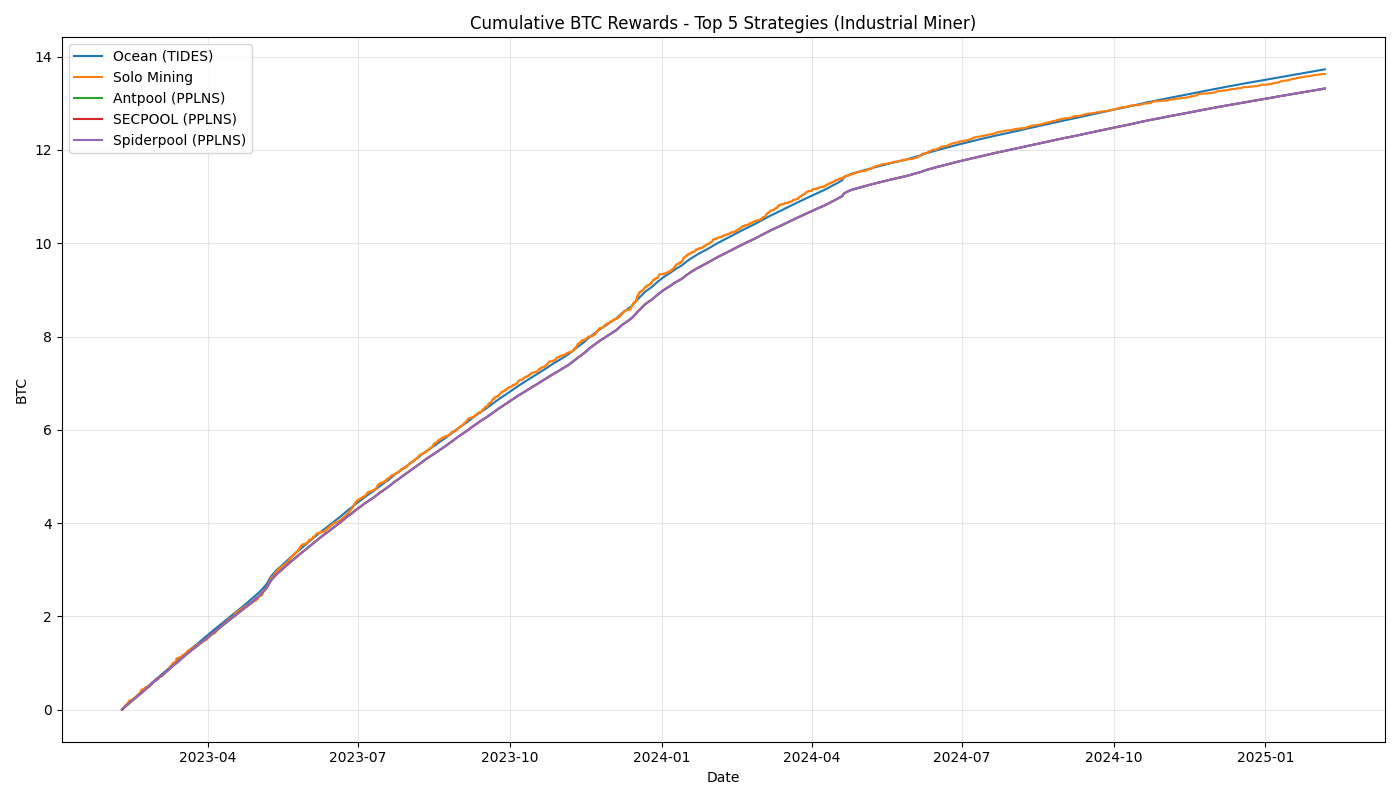 Cumulative BTC Rewards - Top 5 Strategies (Industrial Miner)
Ocean (TIDES)
Solo Mining
Antpool (PPLNS)
SECPOOL (PPLNS)
Spiderpool (PPLNS)
14
12
10
8
6
4
2
0
BTC
2023-04 2023-07 2023-10 2024-01 2024-04 2024-07 2024-10 2025-01
Date